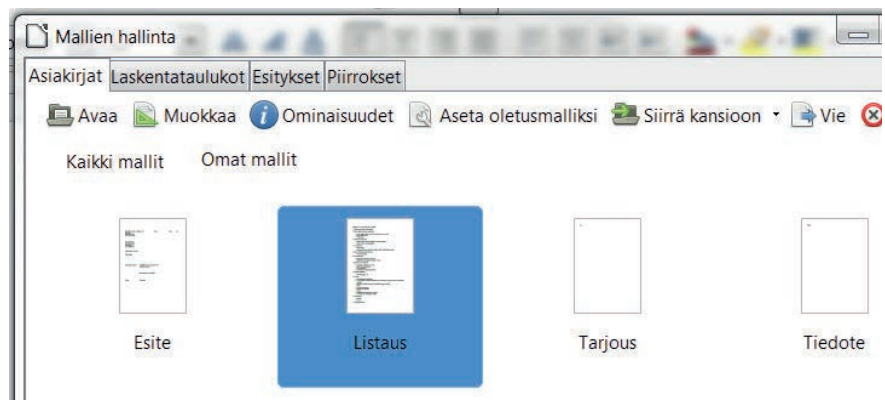 Mallien hallinta
Asiakirjat Laskentataulukot Esitykset Piirrokset
Avaa Muokkaa Ominaisuudet Aseta oletusmalliksi Siirrä kansioon Vie
Kaikki mallit Omat mallit
Esite Listaus Tarjous Tiedote